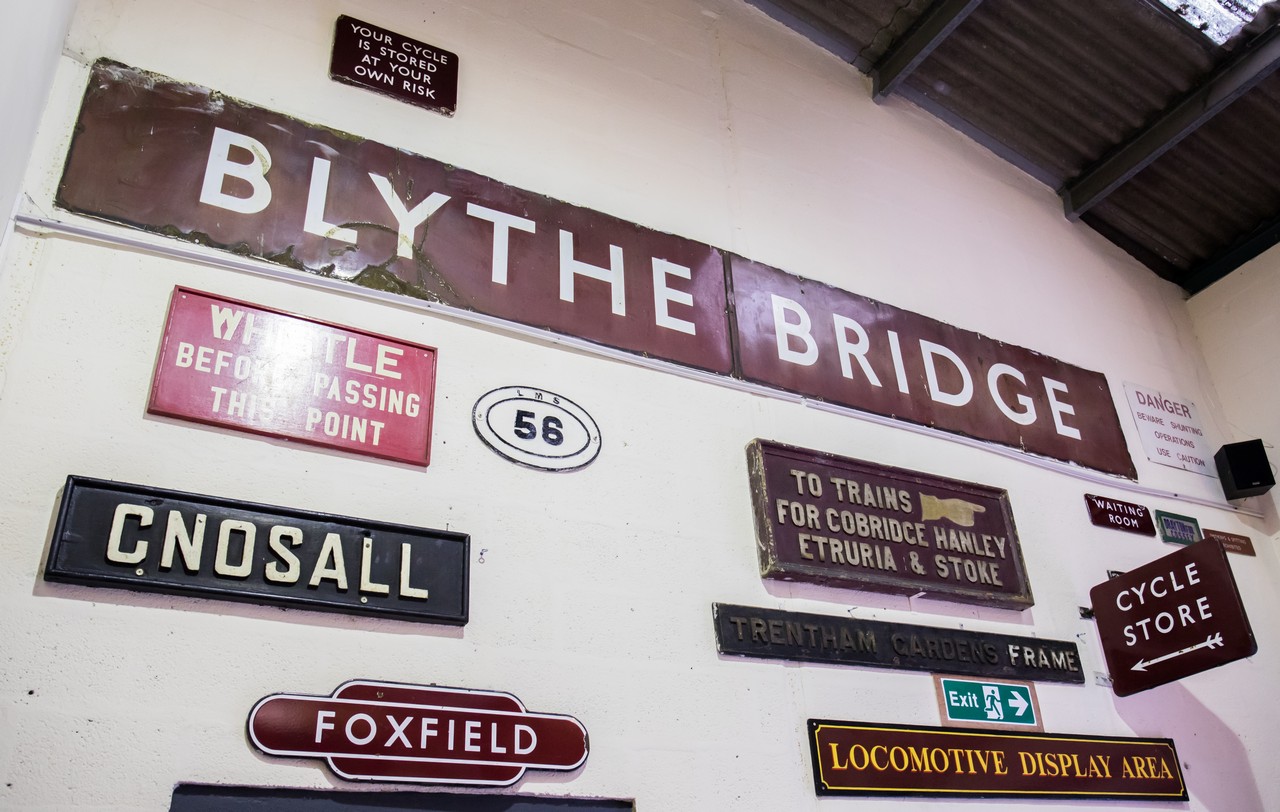 YOUR CYCLE
IS STORED
AT YOUR
OWN RISK
BLYTHE BRIDGE
WHISTLE
BEFORE PASSING
THIS POINT
LMS
56
DANGER
BEWARE SHUNTING
OPERATIONS
USE CAUTION
TO TRAINS
FOR COBRIDGE HANLEY
ETRURIA & STOKE
WAITING
ROOM
CNOSALL
CYCLE
STORE
TRENTHAM GARDENS FRAME
Exit
FOXFIELD
LOCOMOTIVE DISPLAY AREA